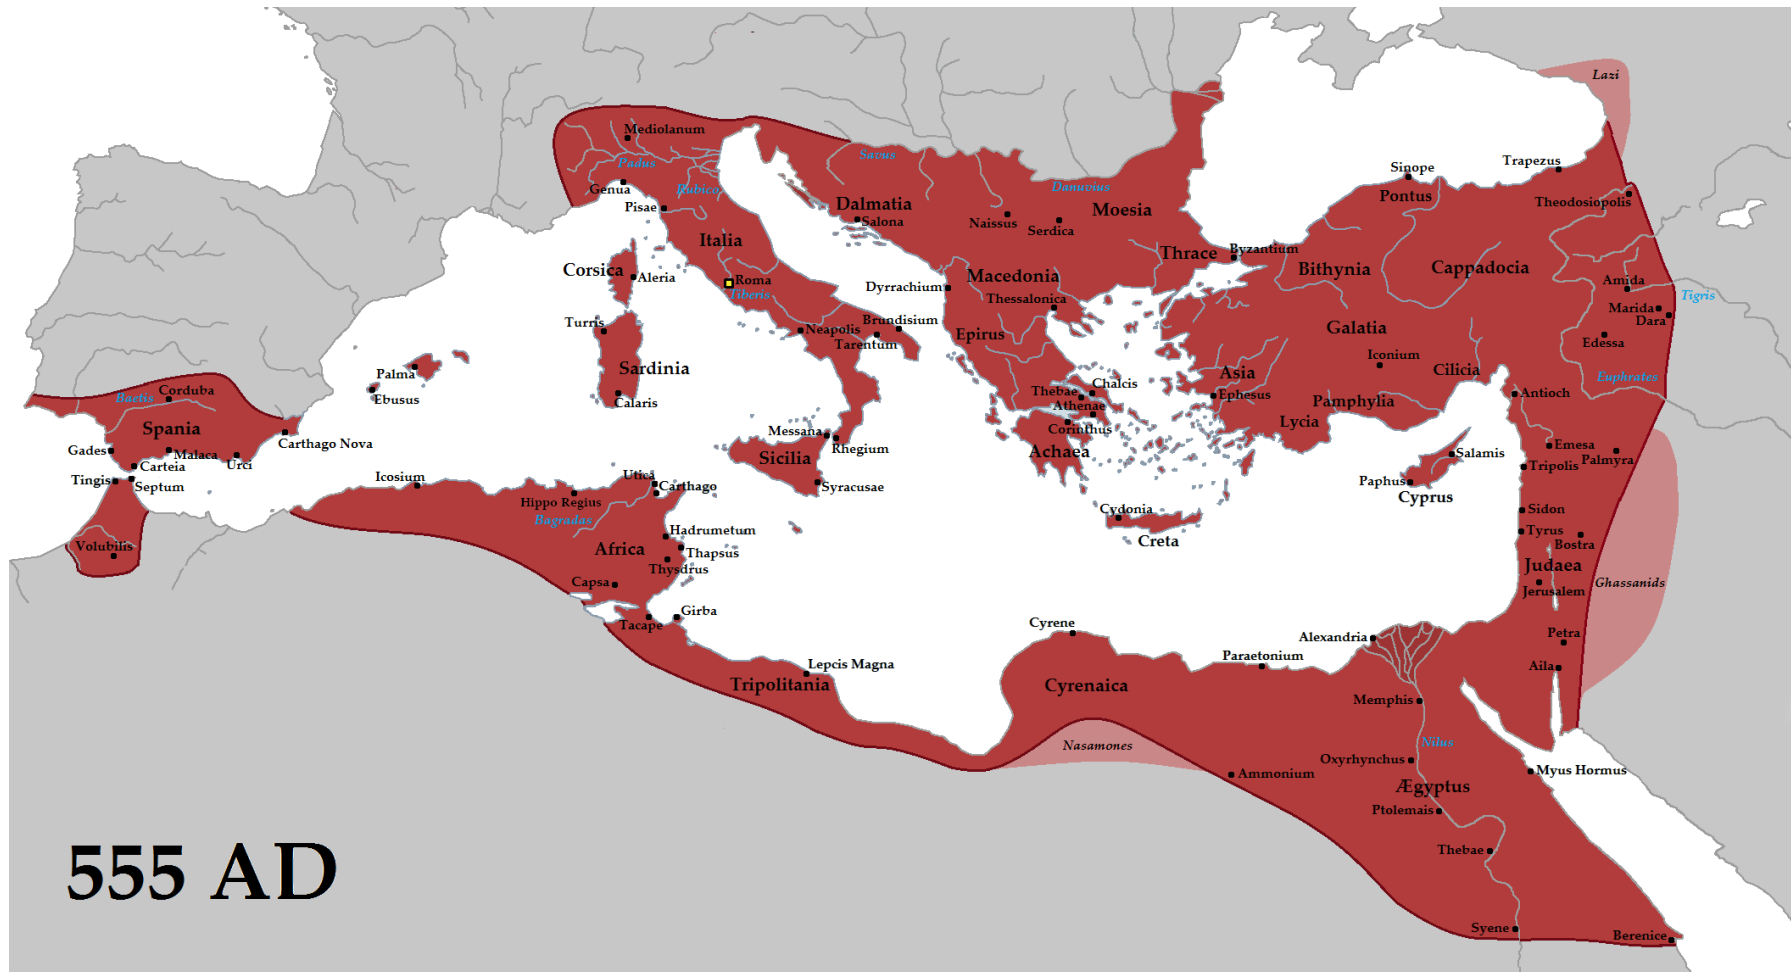 Lazi
Mediolanum
Padus
Savus
Sinope
Trapezus
Genua
Rubico
Danuvius
Pontus
Theodosiopolis
Pisae
Dalmatia
Salona
Naissus
Serdica
Moesia
Italia
Thrace
Byzantium
Corsica
Aleria
Roma
Tiberis
Macedonia
Bithynia
Cappadocia
Dyrrachium
Thessalonica
Amida
Tigris
Marida
Dara
Turris
Neapolis
Brundisium
Tarentum
Epirus
Galatia
Edessa
Palma
Sardinia
Iconium
Cilicia
Asia
Euphrates
Ebusus
Corduba
Baetis
Calaris
Thebae
Chalcis
Athenae
Ephesus
Pamphylia
Antioch
Spania
Carthago Nova
Messana
Rhegium
Corinthus
Lycia
Gades
Malaca
Urci
Carteia
Sicilia
Achaea
Salamis
Emesa
Palmyra
Tingis
Septum
Icosium
Utica
Carthago
Hippo Regius
Syracusae
Paphus
Cyprus
Tripolis
Bagradas
Cydonia
Sidon
Volubilis
Africa
Hadrumetum
Thapsus
Thysdrus
Creta
Tyrus
Bostra
Judaea
Capsa
Jerusalem
Ghassanids
Girba
Tacape
Cyrene
Alexandria
Petra
Lepcis Magna
Paraetonium
Aila
Tripolitania
Cyrenaica
Memphis
Nasamones
Nilus
Oxyrhynchus
Ammonium
Myus Hormus
Ægyptus
Ptolemais
Thebae
555 AD
Syene
Berenice